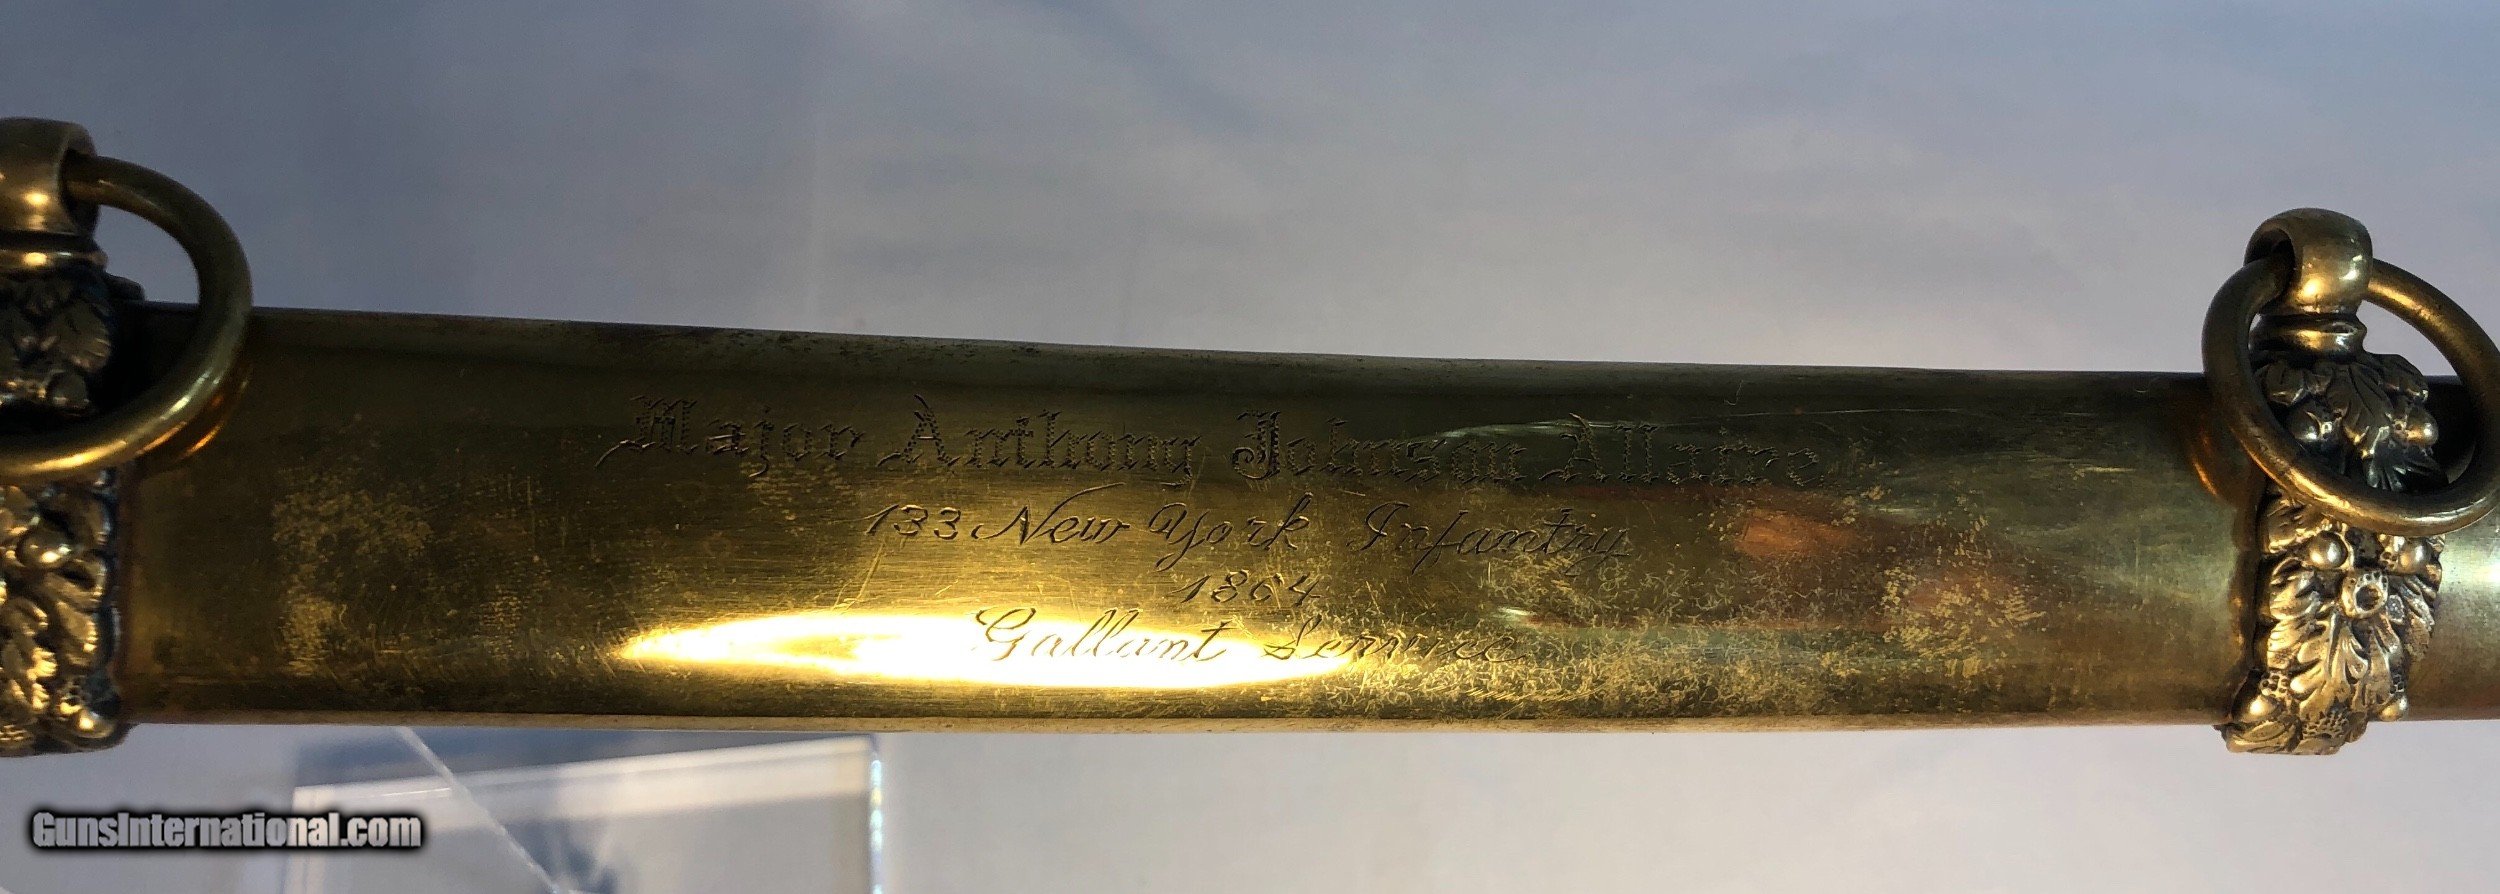 Major Anthony Johnson Allaire
133 New York Infantry
1864
Gallant Service
GunsInternational.com